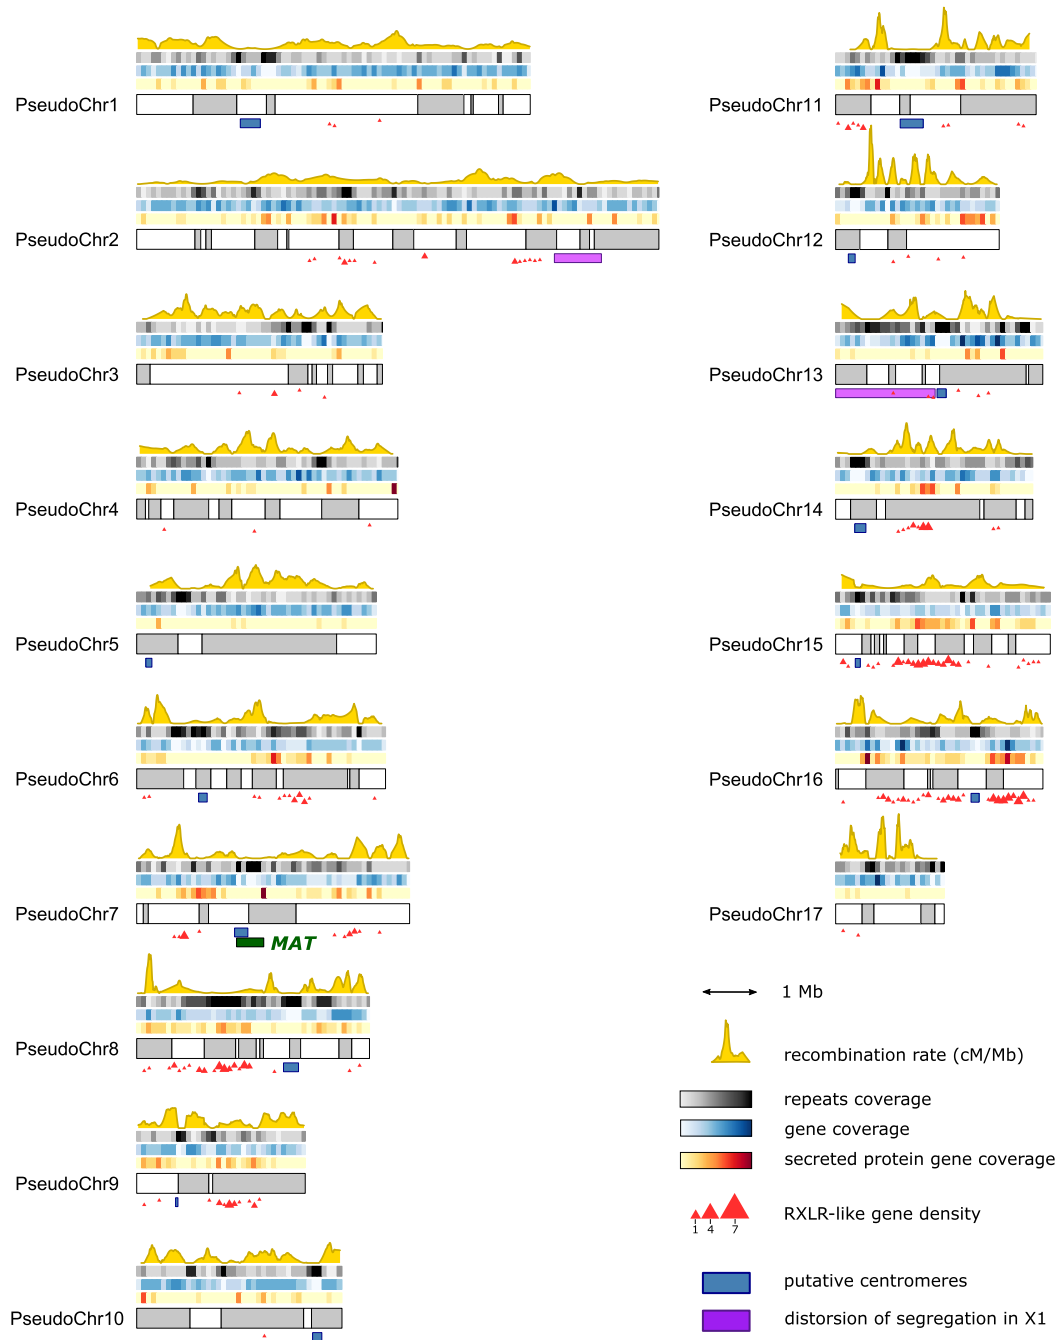 PseudoChr1
PseudoChr2
PseudoChr3
PseudoChr4
PseudoChr5
PseudoChr6
PseudoChr7
MAT
PseudoChr8
PseudoChr9
PseudoChr10
PseudoChr11
PseudoChr12
PseudoChr13
PseudoChr14
PseudoChr15
PseudoChr16
PseudoChr17
1 Mb
recombination rate (cM/Mb)
repeats coverage
gene coverage
secreted protein gene coverage
RXLR-like gene density
1 4 7
putative centromeres
distorsion of segregation in X1